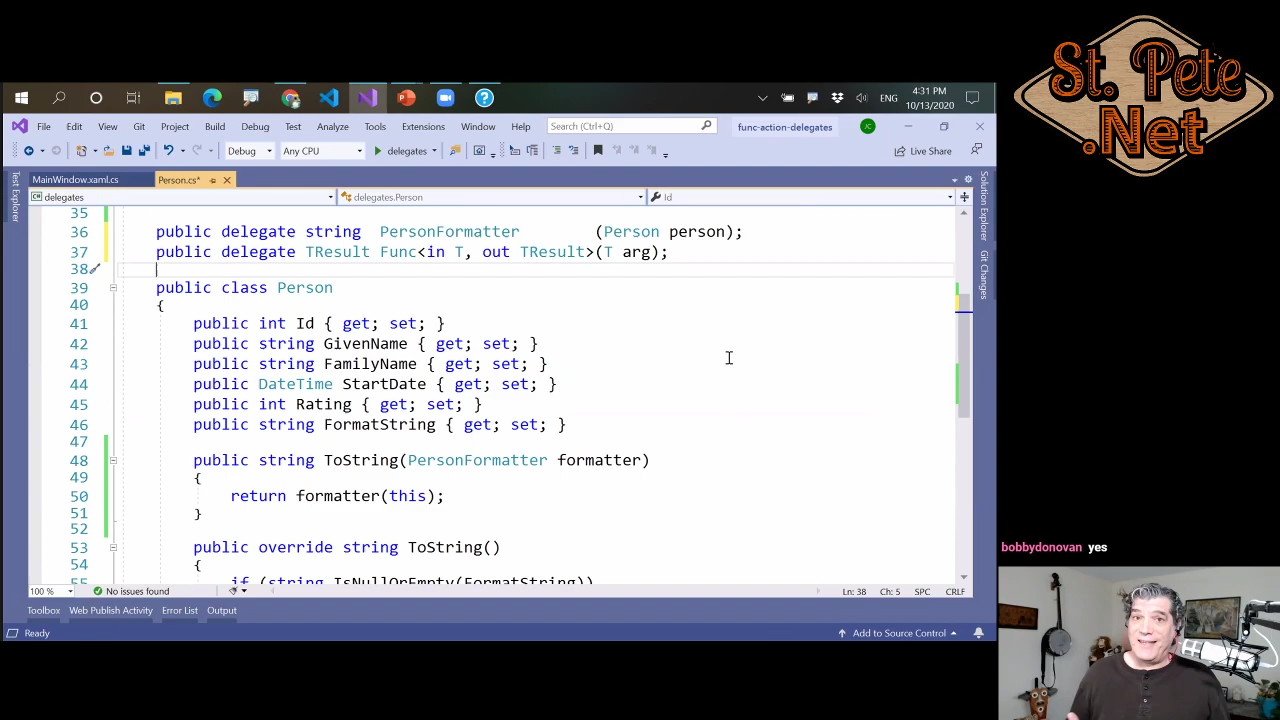 St. Pete
.Net
4:31 PM
ENG
10/13/2020
File Edit View Git Project Build Debug Test Analyze Tools Extensions Window Help Search (Ctrl+Q) func-action-delegates JC
Debug Any CPU delegates Live Share
MainWindow.xaml.cs Person.cs*
delegates delegates.Person Id
Test Explorer
Solution Explorer
Git Changes
35
36 public delegate string PersonFormatter (Person person);
37 public delegate TResult Func<in T, out TResult>(T arg);
38
39 public class Person
40 {
41 public int Id { get; set; }
42 public string GivenName { get; set; }
43 public string FamilyName { get; set; }
44 public DateTime StartDate { get; set; }
45 public int Rating { get; set; }
46 public string FormatString { get; set; }
47
48 public string ToString(PersonFormatter formatter)
49 {
50 return formatter(this);
51 }
52
53 public override string ToString()
54 {
55 if (string.IsNullOrEmpty(FormatString))
100 % No issues found Ln: 38 Ch: 5 SPC CRLF
Toolbox Web Publish Activity Error List Output
Ready Add to Source Control
bobbydonovan yes